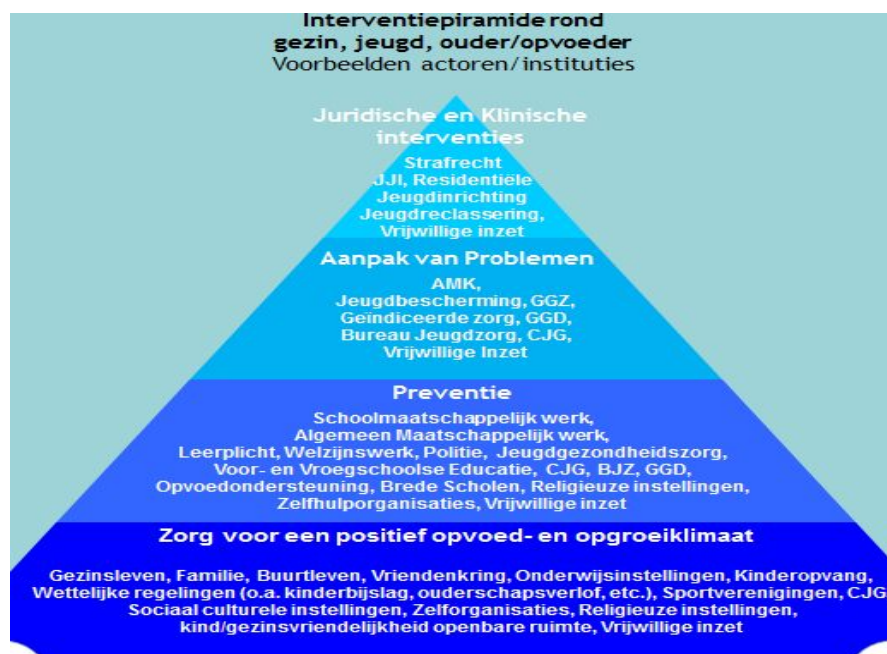 Interventiepiramide rond
gezin, jeugd, ouder/opvoeder
Voorbeelden actoren/instituties
Juridische en Klinische
interventies
Strafrecht
JJI, Residentiële
Jeugdinrichting
Jeugdreclassering,
Vrijwillige inzet
Aanpak van Problemen
AMK,
Jeugdbescherming, GGZ,
Geïndiceerde zorg, GGD,
Bureau Jeugdzorg, CJG,
Vrijwillige Inzet
Preventie
Schoolmaatschappelijk werk,
Algemeen Maatschappelijk werk,
Leerplicht, Welzijnswerk, Politie, Jeugdgezondheidszorg,
Voor- en Vroegschoolse Educatie, CJG, BJZ, GGD,
Opvoedondersteuning, Brede Scholen, Religieuze instellingen,
Zelfhulporganisaties, Vrijwillige inzet
Zorg voor een positief opvoed- en opgroeiklimaat
Gezinsleven, Familie, Buurtleven, Vriendenkring, Onderwijsinstellingen, Kinderopvang,
Wettelijke regelingen (o.a. kinderbijslag, ouderschapsverlof, etc.), Sportverenigingen, CJG
Sociaal culturele instellingen, Zelforganisaties, Religieuze instellingen,
kind/gezinsvriendelijkheid openbare ruimte, Vrijwillige inzet